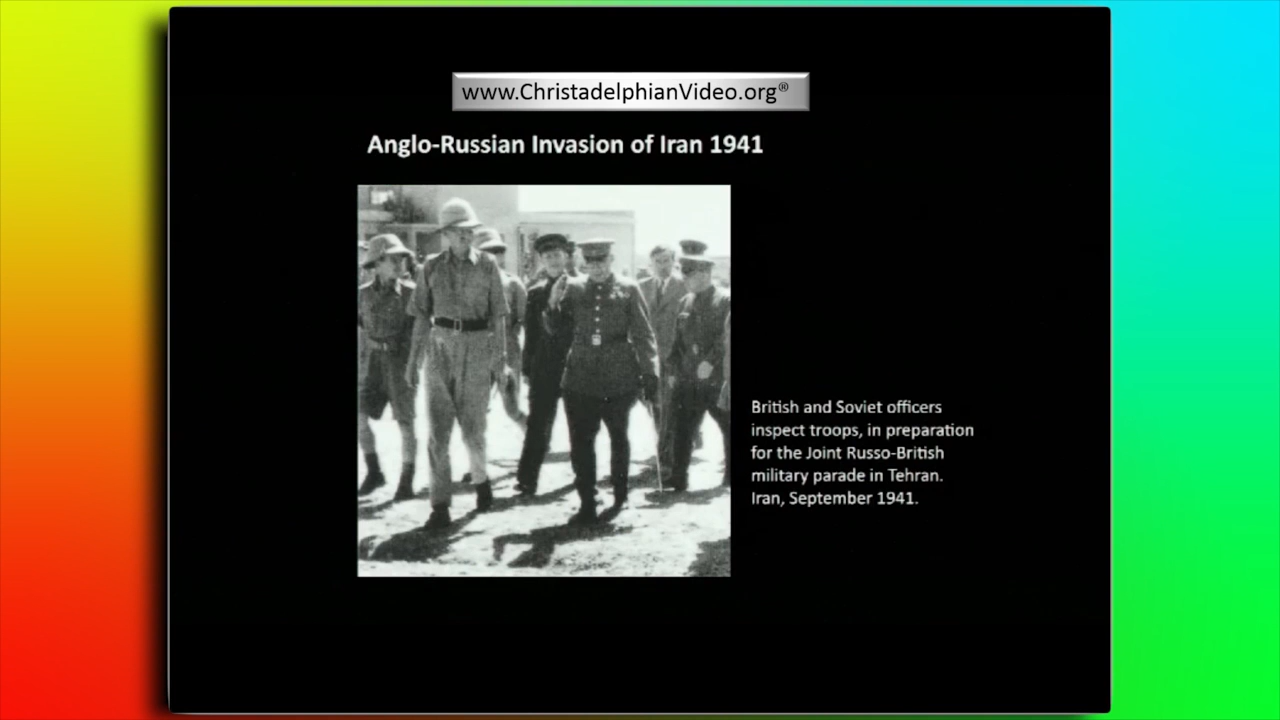 www.ChristadelphianVideo.org®
Anglo-Russian Invasion of Iran 1941
British and Soviet officers
inspect troops, in preparation
for the Joint Russo-British
military parade in Tehran.
Iran, September 1941.